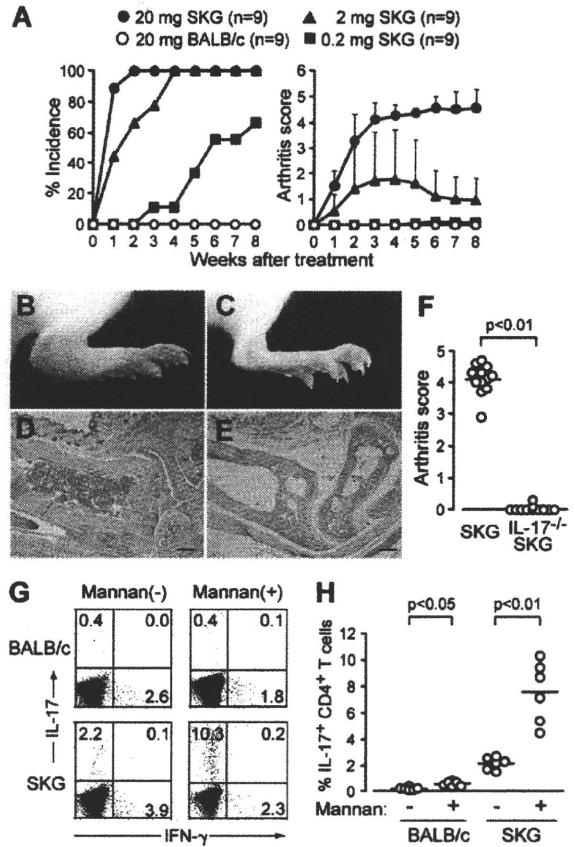 A
20 mg SKG (n=9)
2 mg SKG (n=9)
20 mg BALB/c (n=9)
0.2 mg SKG (n=9)
% Incidence
100
80
60
40
20
0
0 1 2 3 4 5 6 7 8
Arthritis score
6
5
4
3
2
1
0
0 1 2 3 4 5 6 7 8
Weeks after treatment
B
C
D
E
F
p<0.01
Arthritis score
5
4
3
2
1
0
SKG
IL-17-/-
SKG
G
Mannan(-)
Mannan(+)
BALB/c
0.4
0.0
2.6
0.4
0.1
1.8
IL-17
SKG
2.2
0.1
3.9
10.3
0.2
2.3
IFN-γ
H
p<0.05
p<0.01
% IL-17+ CD4+ T cells
12
10
8
6
4
2
0
Mannan: - + - +
BALB/c
SKG